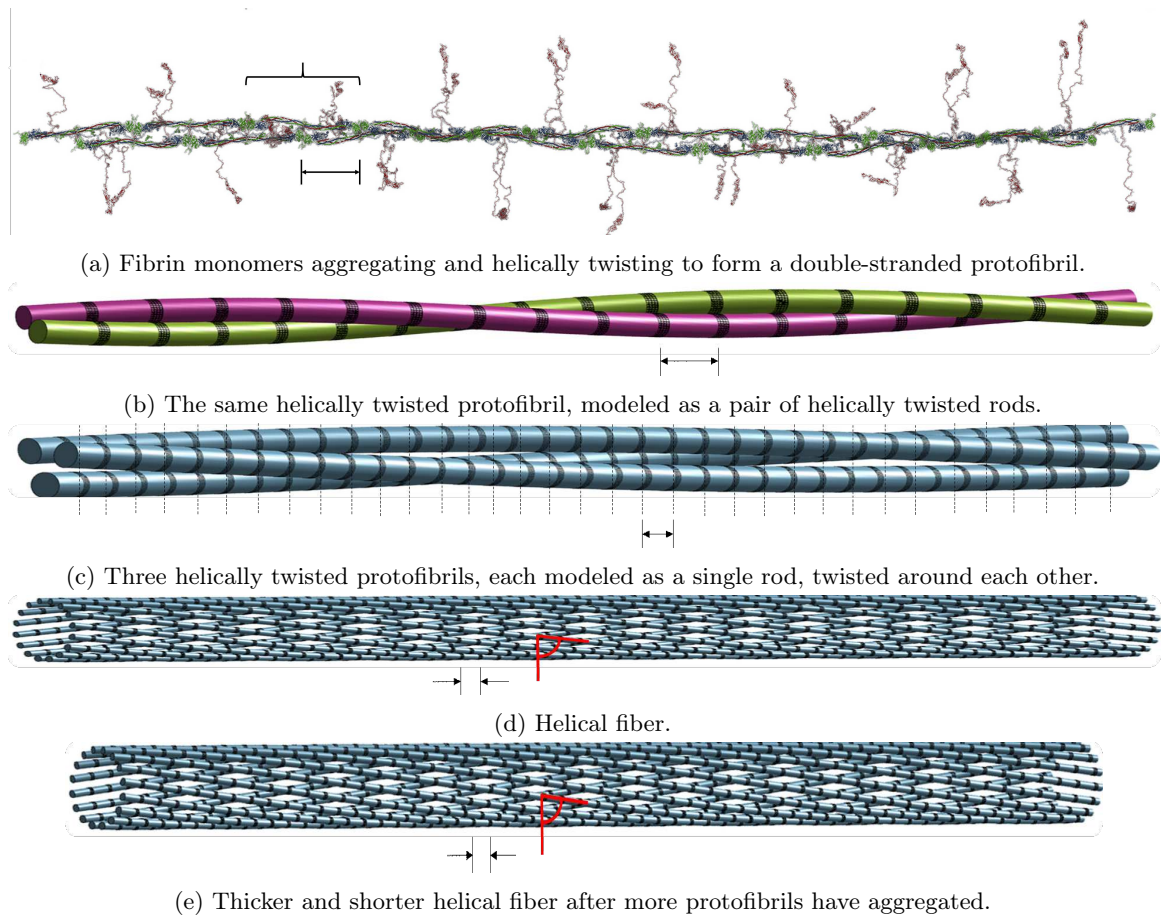 (a) Fibrin monomers aggregating and helically twisting to form a double-stranded protofibril.
(b) The same helically twisted protofibril, modeled as a pair of helically twisted rods.
(c) Three helically twisted protofibrils, each modeled as a single rod, twisted around each other.
(d) Helical fiber.
(e) Thicker and shorter helical fiber after more protofibrils have aggregated.